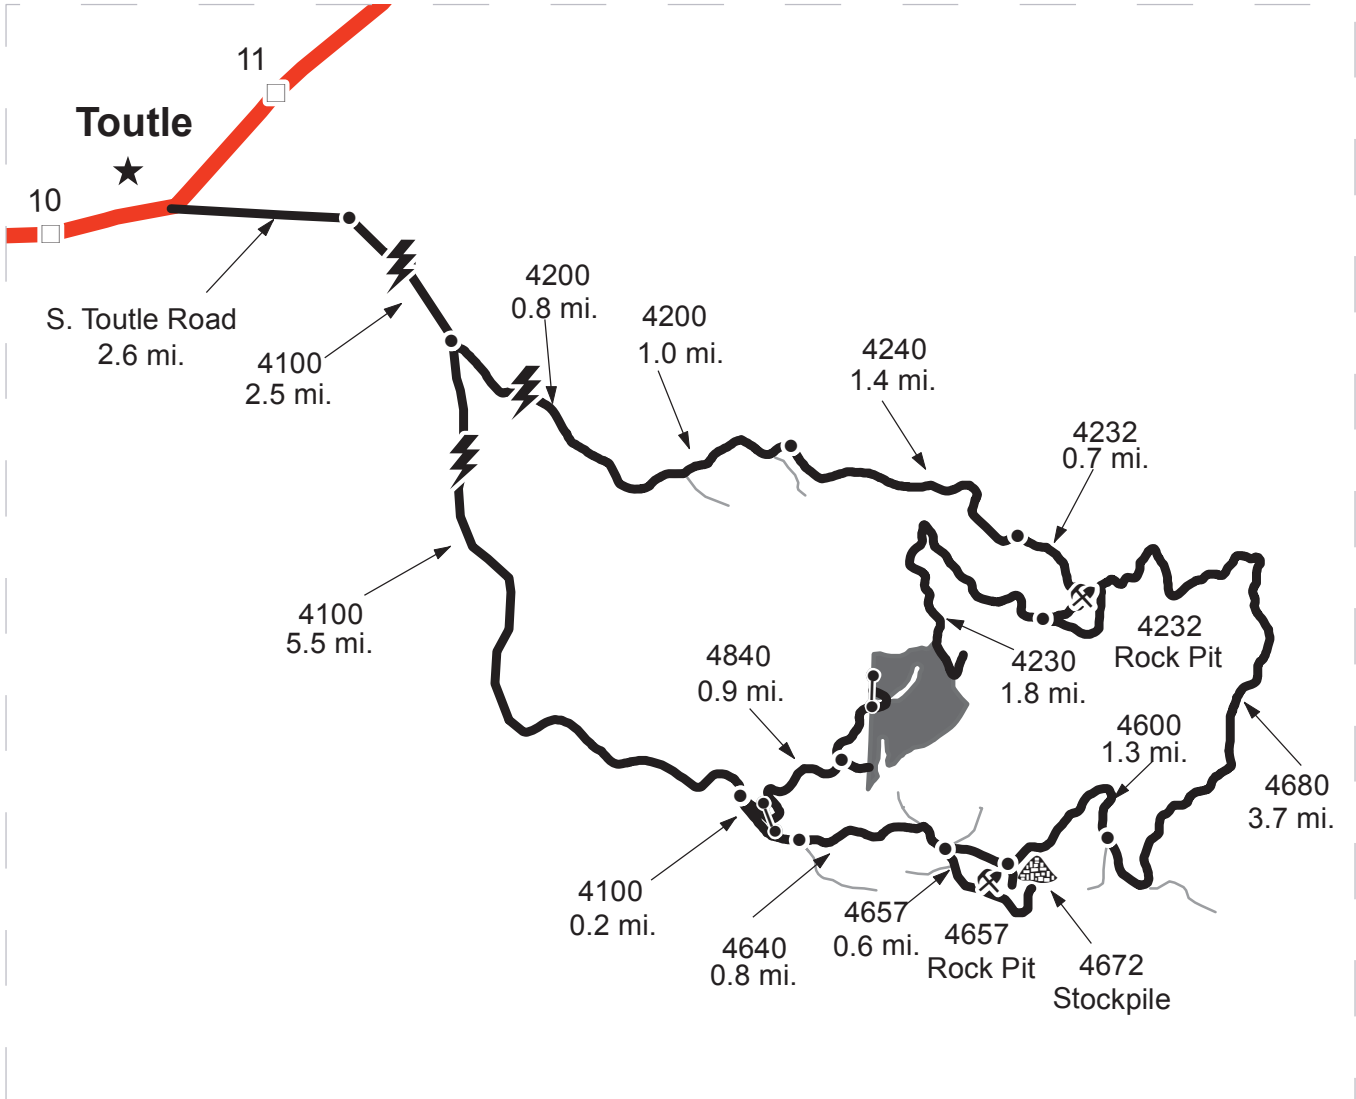 11
Toutle
10
S. Toutle Road
2.6 mi.
4100
2.5 mi.
4200
0.8 mi.
4200
1.0 mi.
4240
1.4 mi.
4232
0.7 mi.
4100
5.5 mi.
4232
Rock Pit
4230
1.8 mi.
4840
0.9 mi.
4600
1.3 mi.
4680
3.7 mi.
4100
0.2 mi.
4640
0.8 mi.
4657
0.6 mi.
4657
Rock Pit
4672
Stockpile